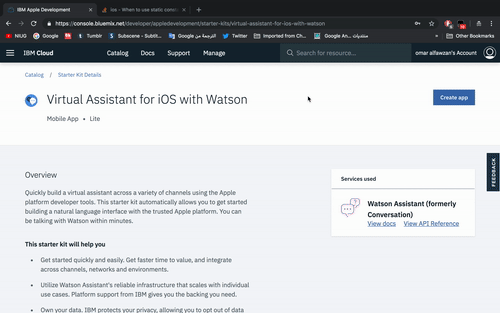 IBM Apple Development
ios - When to use static cons
https://console.bluemix.net/developer/appledevelopment/starter-kits/virtual-assistant-for-ios-with-watson
NIUG
Google
Tumblr
Subscene - Subtit...
الترجمة من Google
Twitter
Imported from Ch...
Google An...
Other Bookmarks
IBM Cloud
Catalog
Docs
Support
Manage
Search for resource...
omar alfawzan's Account
Catalog / Starter Kit Details
Virtual Assistant for iOS with Watson
Create app
Mobile App • Lite
FEEDBACK
Overview
Quickly build a virtual assistant across a variety of channels using the Apple
platform developer tools. This starter kit automatically allows you to get started
building a natural language interface with the trusted Apple platform. You can
be talking with Watson within minutes.
This starter kit will help you
• Get started quickly and easily. Get faster time to value, and integrate
across channels, networks and environments.
• Utilize Watson Assistant's reliable infrastructure that scales with individual
use cases. Platform support from IBM gives you the backing you need.
• Own your data. IBM protects your privacy, allowing you to opt out of data
Services used
Watson Assistant (formerly
Conversation)
View docs
View API Reference